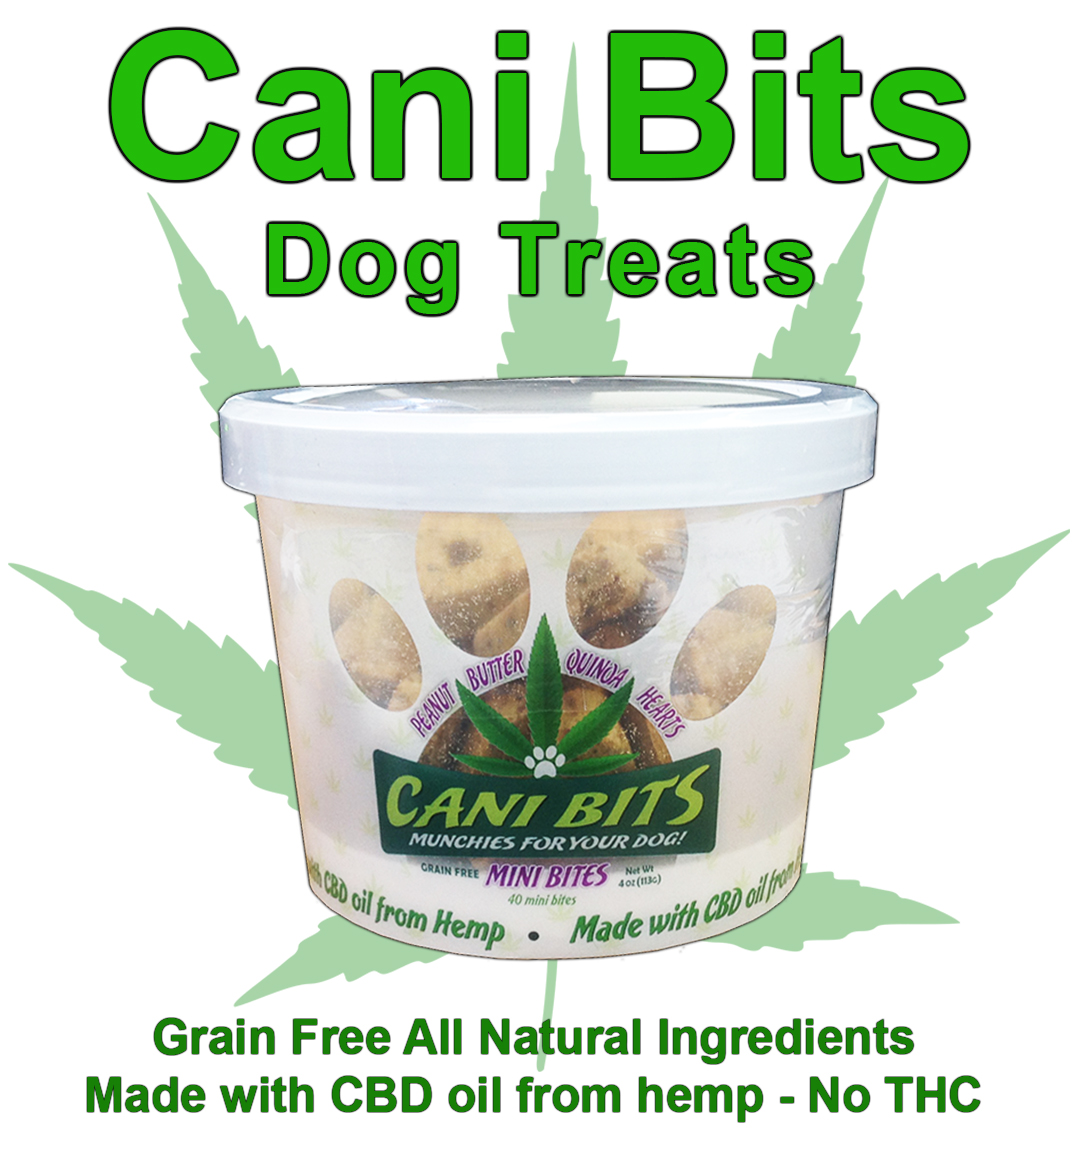 Cani Bits
Dog Treats
PEANUT BUTTER QUINOA HEARTS
CANI BITS
MUNCHIES FOR YOUR DOG!
GRAIN FREE MINI BITES Net Wt
4 oz (113G)
40 mini bites
with CBD oil from Hemp • Made with CBD oil from
Grain Free All Natural Ingredients
Made with CBD oil from hemp - No THC